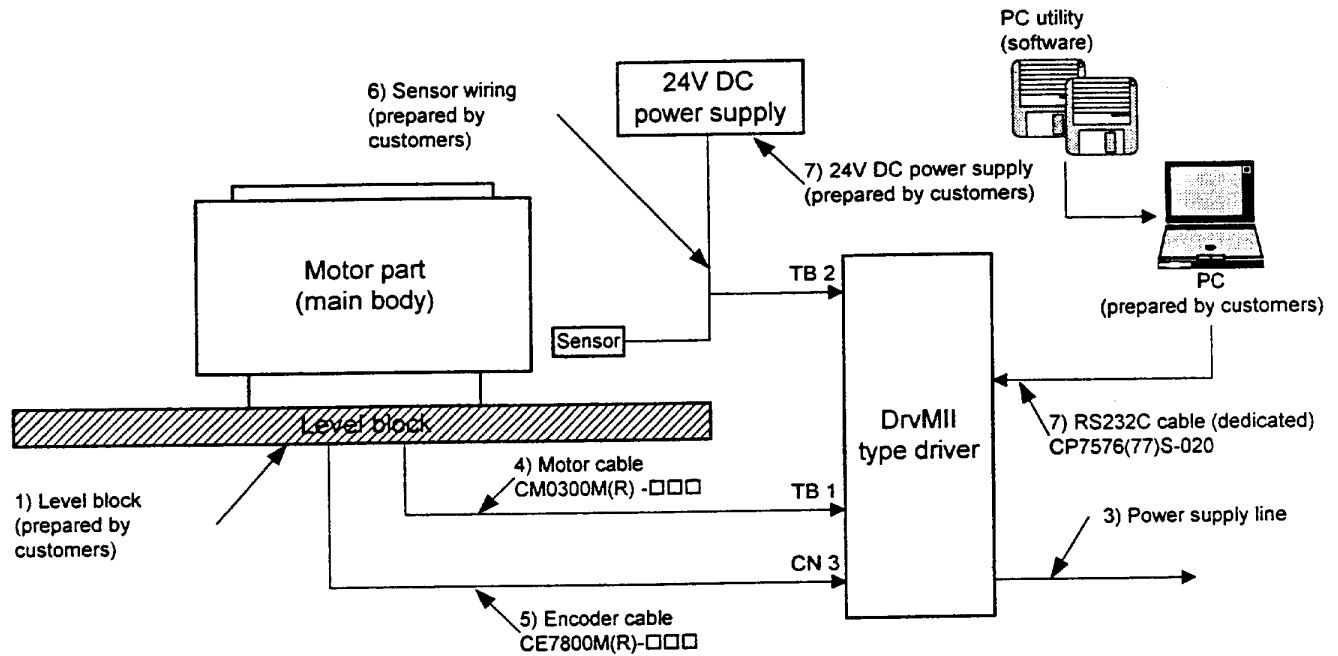 PC utility
(software)
6) Sensor wiring
(prepared by
customers)
24V DC
power supply
7) 24V DC power supply
(prepared by customers)
Motor part
(main body)
TB 2
PC
(prepared by customers)
Sensor
Level block
DrvMII
type driver
7) RS232C cable (dedicated)
CP7576(77)S-020
4) Motor cable
CM0300M(R) -□□□
TB 1
1) Level block
(prepared by
customers)
3) Power supply line
CN 3
5) Encoder cable
CE7800M(R)-□□□